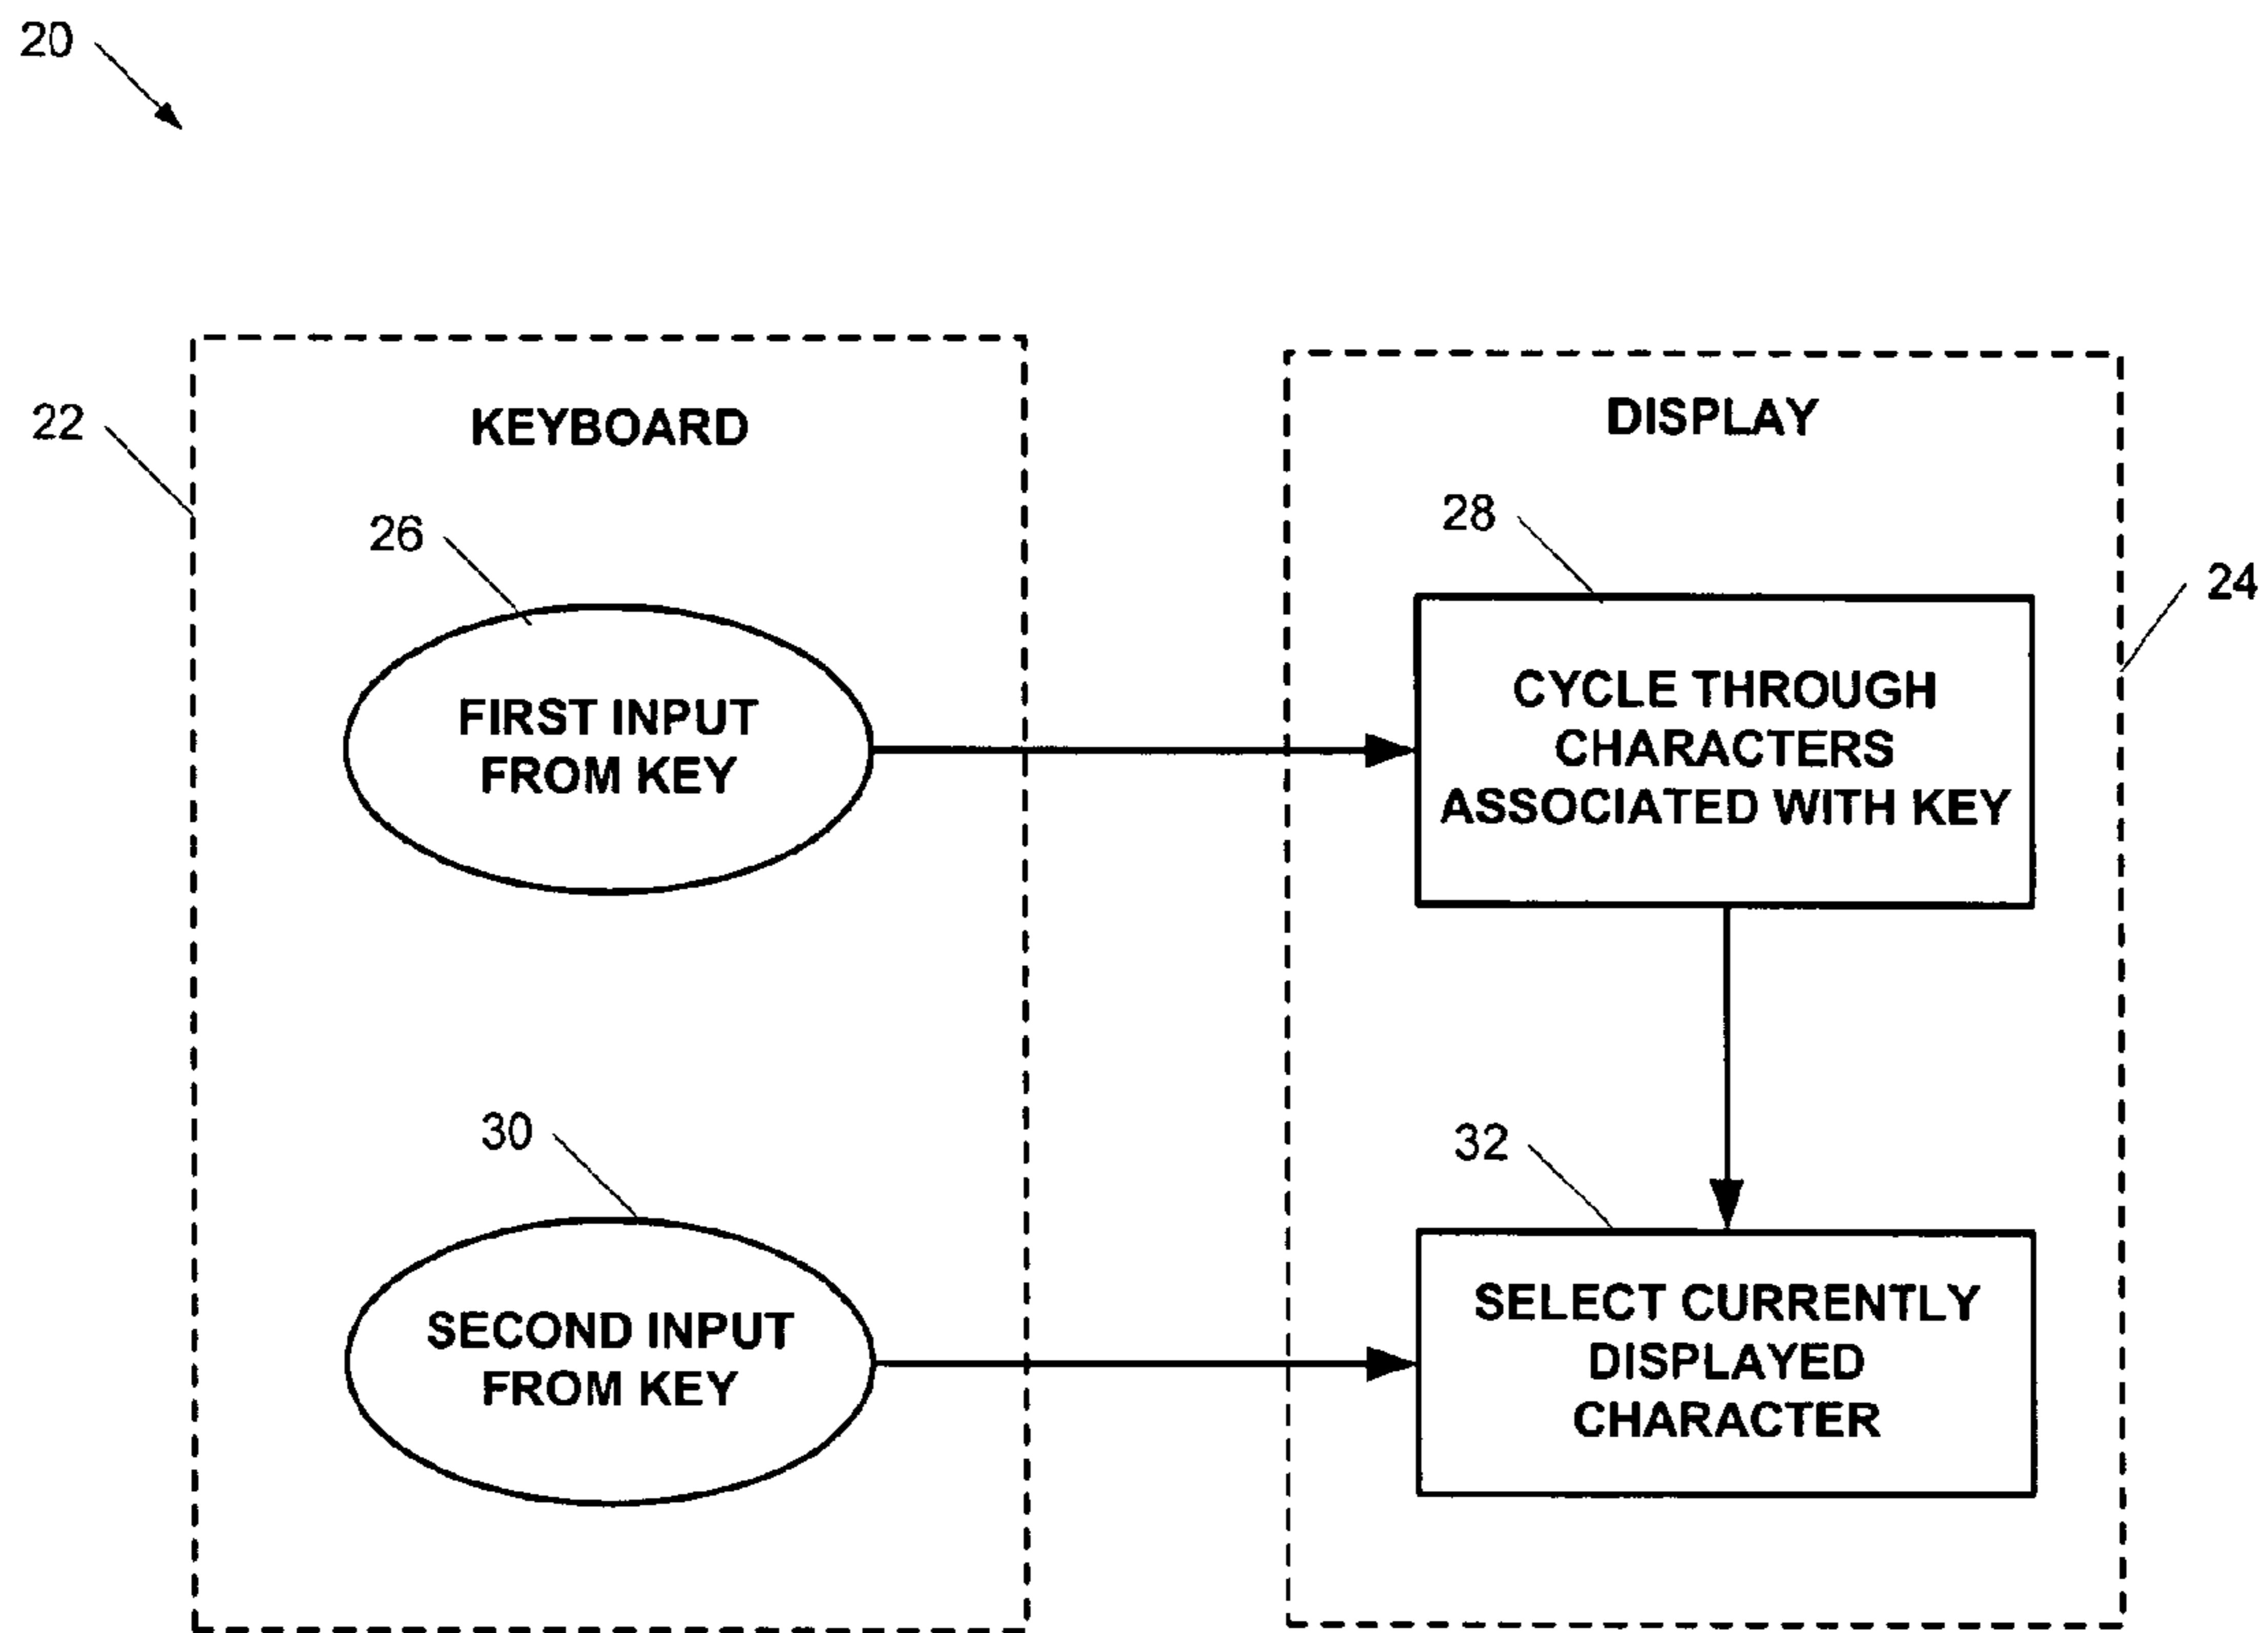 20
22
KEYBOARD
26
FIRST INPUT
FROM KEY
30
SECOND INPUT
FROM KEY
DISPLAY
28
24
CYCLE THROUGH
CHARACTERS
ASSOCIATED WITH KEY
32
SELECT CURRENTLY
DISPLAYED
CHARACTER